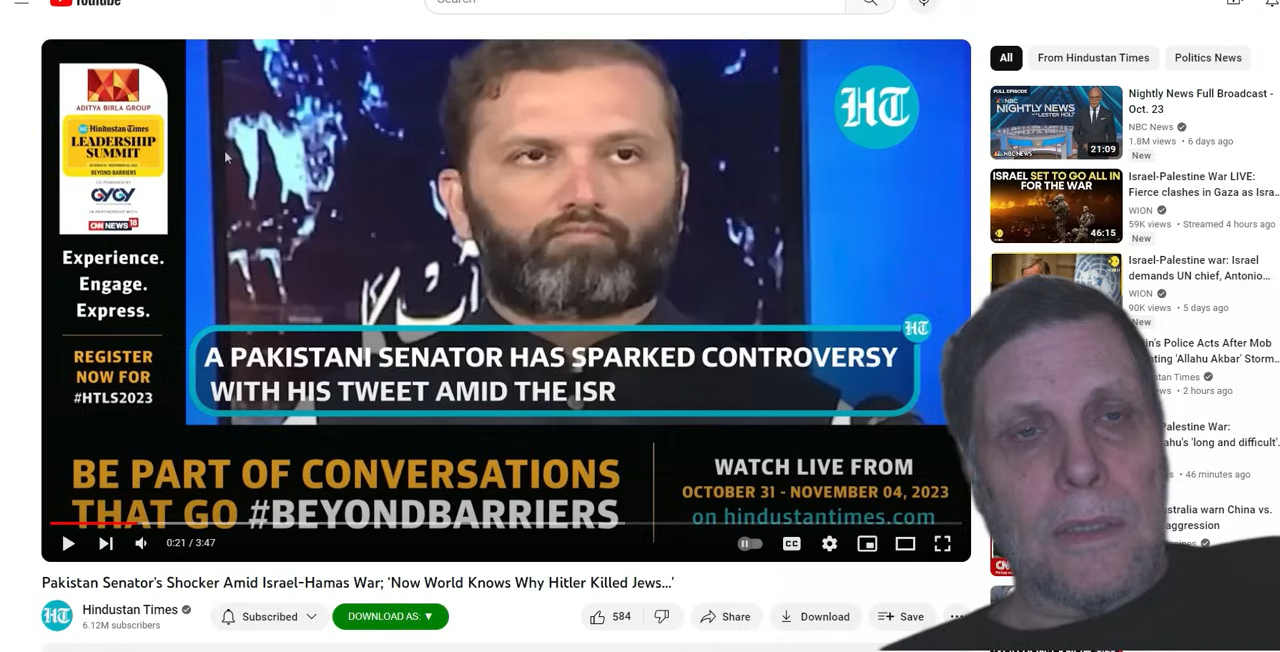 YouTube
Search
ADITYA BIRLA GROUP
Hindustan Times
LEADERSHIP
SUMMIT
BEYOND BARRIERS
CNN NEWS 18
Experience.
Engage.
Express.
REGISTER
NOW FOR
#HTLS2023
HT
HT
A PAKISTANI SENATOR HAS SPARKED CONTROVERSY
WITH HIS TWEET AMID THE ISR
BE PART OF CONVERSATIONS
THAT GO #BEYONDBARRIERS
WATCH LIVE FROM
OCTOBER 31 - NOVEMBER 04, 2023
on hindustantimes.com
0:21 / 3:47
CC
Pakistan Senator's Shocker Amid Israel-Hamas War; 'Now World Knows Why Hitler Killed Jews...'
HT
Hindustan Times
6.12M subscribers
Subscribed
DOWNLOAD AS: ▼
584
Share
Download
Save
...
All
From Hindustan Times
Politics News
FULL EPISODE
NBC
NIGHTLY NEWS
21:09
Nightly News Full Broadcast -
Oct. 23
NBC News
1.8M views • 6 days ago
New
ISRAEL SET TO GO ALL IN
FOR THE WAR
46:15
Israel-Palestine War LIVE:
Fierce clashes in Gaza as Isra...
WION
59K views • Streamed 4 hours ago
New
Israel-Palestine war: Israel
demands UN chief, Antonio...
WION
90K views • 5 days ago
New
Police Acts After Mob
'Allahu Akbar' Storm...
Times
• 2 hours ago
War:
'long and difficult'.
• 46 minutes ago
warn China vs.
aggression